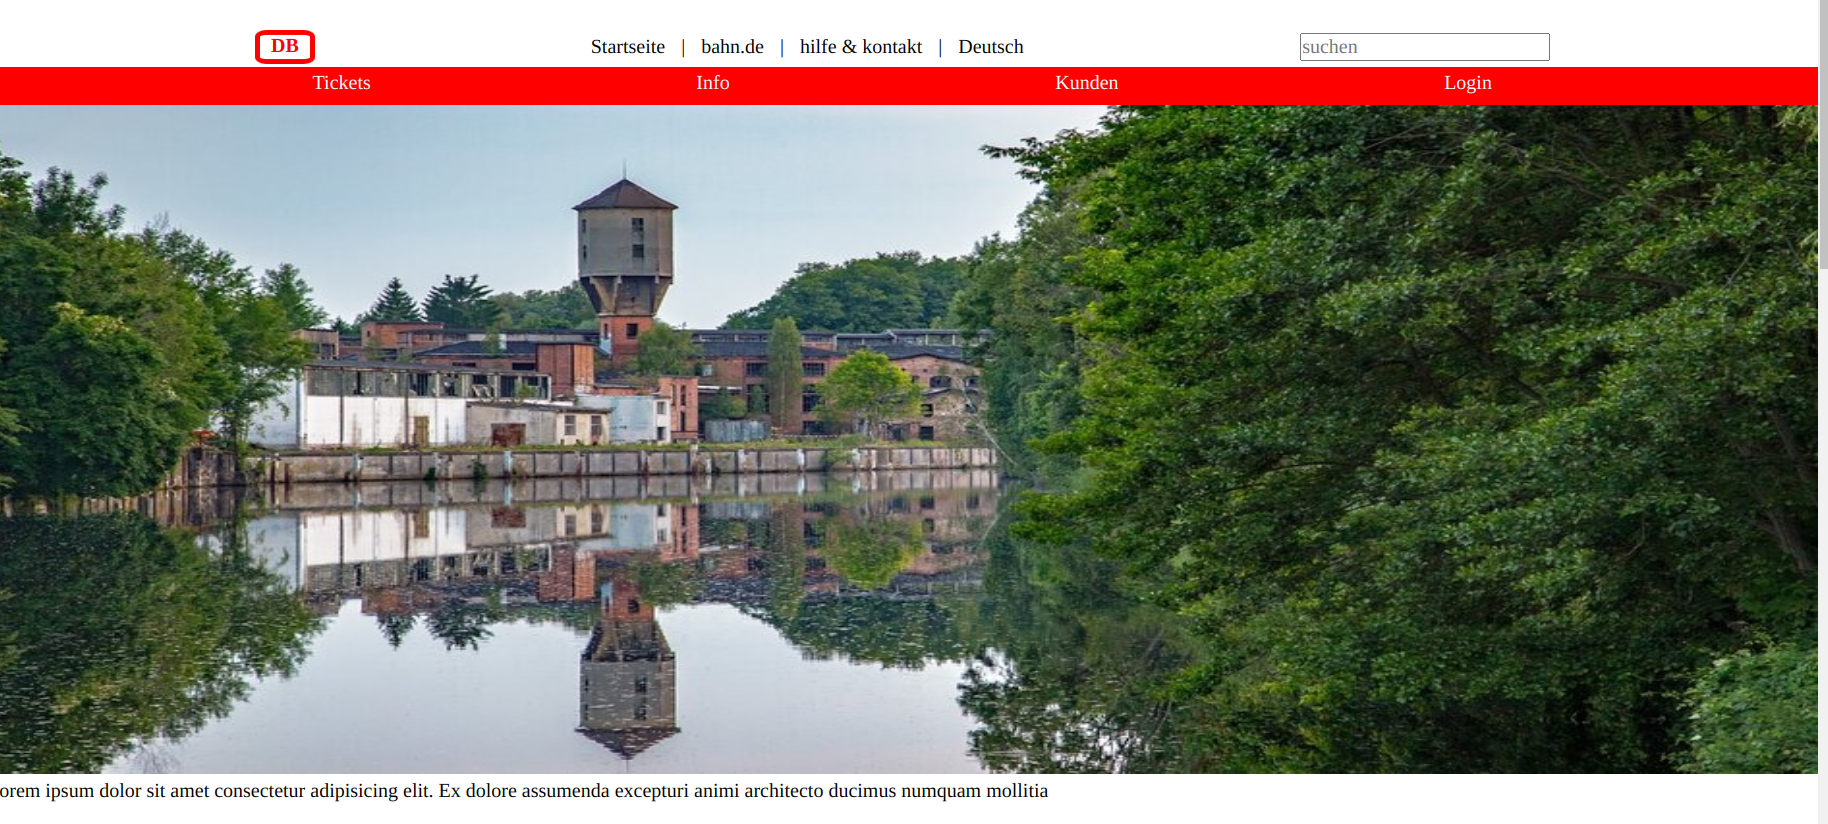 DB Startseite | bahn.de | hilfe & kontakt | Deutsch suchen
Tickets Info Kunden Login
orem ipsum dolor sit amet consectetur adipisicing elit. Ex dolore assumenda excepturi animi architecto ducimus numquam mollitia